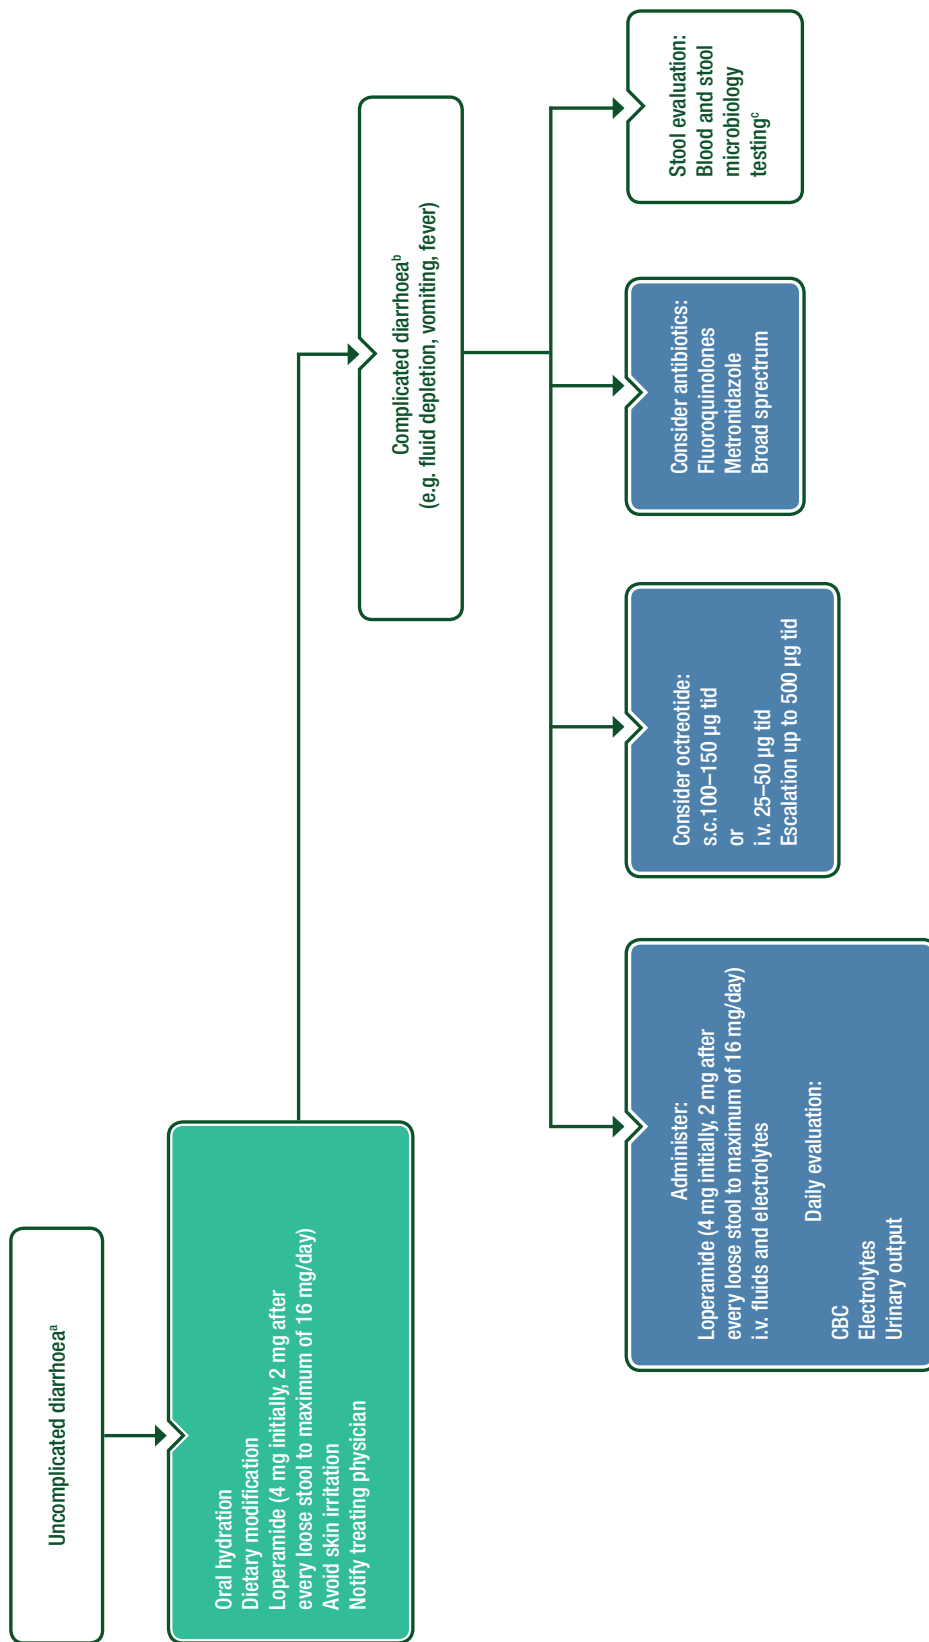 Uncomplicated diarrhoeaᵃ
Oral hydration
Dietary modification
Loperamide (4 mg initially, 2 mg after
every loose stool to maximum of 16 mg/day)
Avoid skin irritation
Notify treating physician
Complicated diarrhoeaᵇ
(e.g. fluid depletion, vomiting, fever)
Administer:
Loperamide (4 mg initially, 2 mg after
every loose stool to maximum of 16 mg/day)
i.v. fluids and electrolytes
Daily evaluation:
CBC
Electrolytes
Urinary output
Consider octreotide:
s.c.100–150 µg tid
or
i.v. 25–50 µg tid
Escalation up to 500 µg tid
Consider antibiotics:
Fluoroquinolones
Metronidazole
Broad sprectrum
Stool evaluation:
Blood and stool
microbiology
testingᶜ